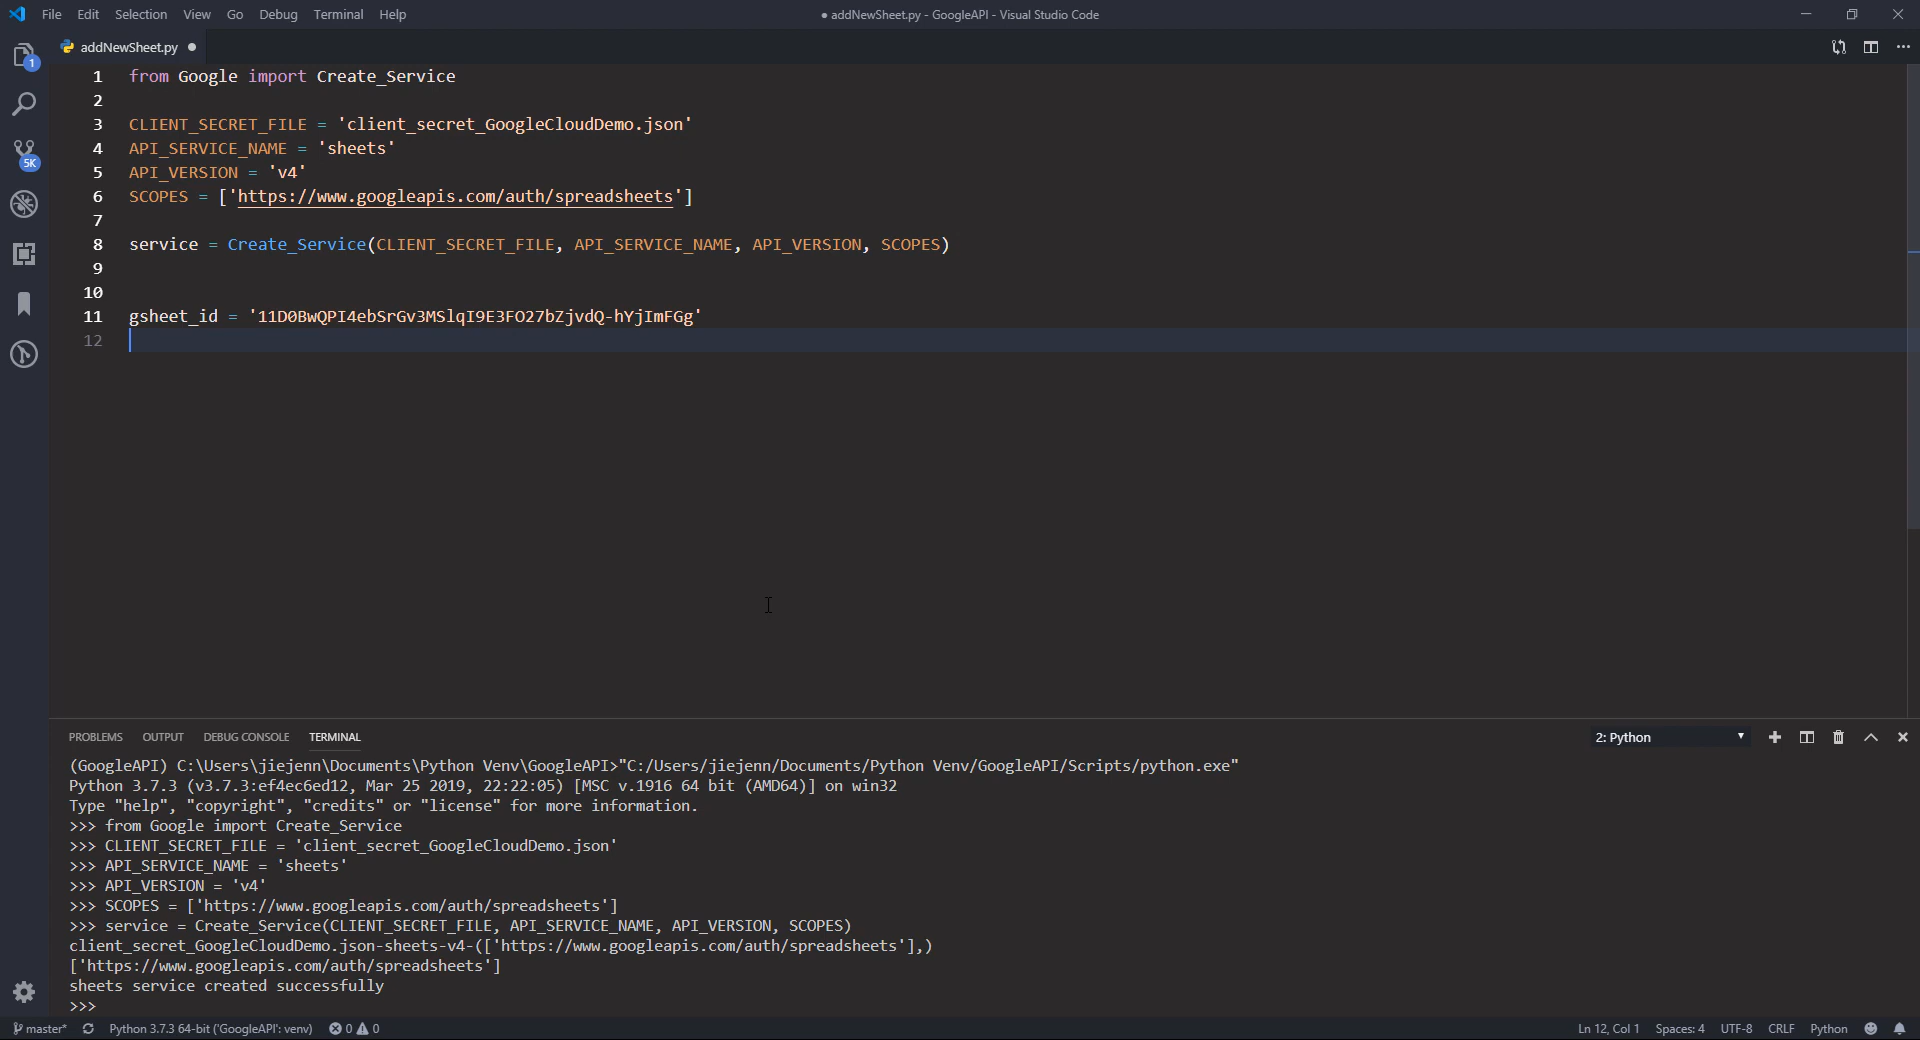 File Edit Selection View Go Debug Terminal Help
● addNewSheet.py - GoogleAPI - Visual Studio Code
addNewSheet.py ●
1
5K
1 from Google import Create_Service
2
3 CLIENT_SECRET_FILE = 'client_secret_GoogleCloudDemo.json'
4 API_SERVICE_NAME = 'sheets'
5 API_VERSION = 'v4'
6 SCOPES = ['https://www.googleapis.com/auth/spreadsheets']
7
8 service = Create_Service(CLIENT_SECRET_FILE, API_SERVICE_NAME, API_VERSION, SCOPES)
9
10
11 gsheet_id = '11D0BwQPI4ebSrGv3MSlqI9E3FO27bZjvdQ-hYjImFGg'
12
PROBLEMS OUTPUT DEBUG CONSOLE TERMINAL
2: Python
(GoogleAPI) C:\Users\jiejenn\Documents\Python Venv\GoogleAPI>"C:/Users/jiejenn/Documents/Python Venv/GoogleAPI/Scripts/python.exe"
Python 3.7.3 (v3.7.3:ef4ec6ed12, Mar 25 2019, 22:22:05) [MSC v.1916 64 bit (AMD64)] on win32
Type "help", "copyright", "credits" or "license" for more information.
>>> from Google import Create_Service
>>> CLIENT_SECRET_FILE = 'client_secret_GoogleCloudDemo.json'
>>> API_SERVICE_NAME = 'sheets'
>>> API_VERSION = 'v4'
>>> SCOPES = ['https://www.googleapis.com/auth/spreadsheets']
>>> service = Create_Service(CLIENT_SECRET_FILE, API_SERVICE_NAME, API_VERSION, SCOPES)
client_secret_GoogleCloudDemo.json-sheets-v4-(['https://www.googleapis.com/auth/spreadsheets'],)
['https://www.googleapis.com/auth/spreadsheets']
sheets service created successfully
>>>
master* Python 3.7.3 64-bit ('GoogleAPI': venv) 0 0
Ln 12, Col 1 Spaces: 4 UTF-8 CRLF Python